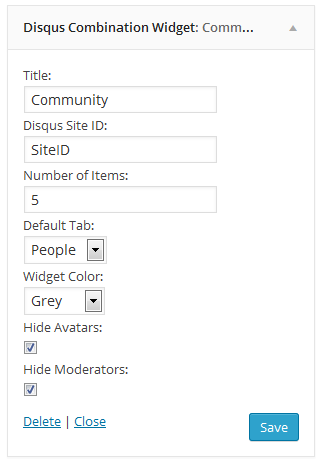 Disqus Combination Widget: Comm...
Title:
Community
Disqus Site ID:
SiteID
Number of Items:
5
Default Tab:
People
Widget Color:
Grey
Hide Avatars:
Hide Moderators:
Delete | Close
Save